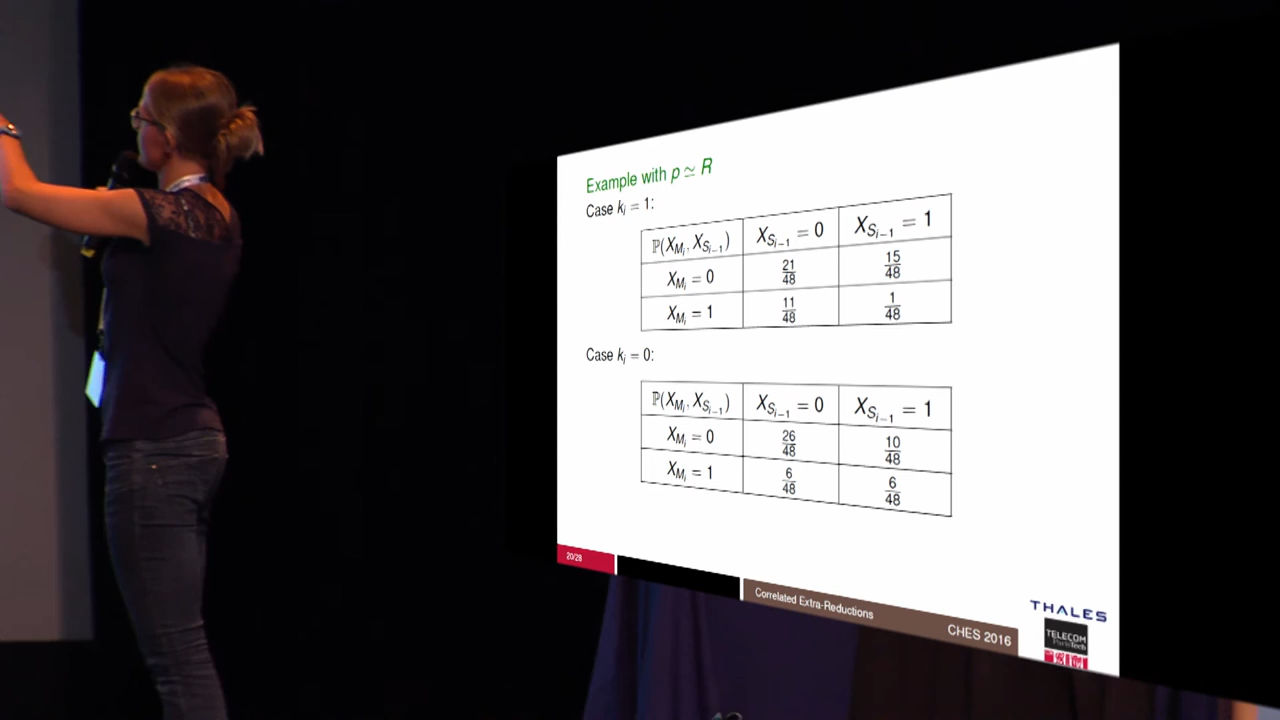 Example with p ≃ R
Case kᵢ = 1:
ℙ(X_{M_i}, X_{S_{i−1}}) X_{S_{i−1}} = 0 X_{S_{i−1}} = 1
X_{M_i} = 0 21/48 15/48
X_{M_i} = 1 11/48 1/48
Case kᵢ = 0:
ℙ(X_{M_i}, X_{S_{i−1}}) X_{S_{i−1}} = 0 X_{S_{i−1}} = 1
X_{M_i} = 0 26/48 10/48
X_{M_i} = 1 6/48 6/48
20/28
Correlated Extra-Reductions
CHES 2016
THALES
TELECOM
ParisTech